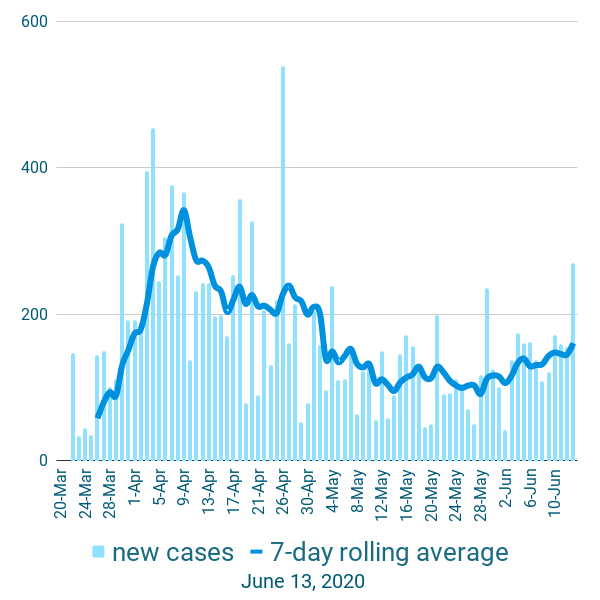 600
400
200
0
20-Mar
24-Mar
28-Mar
1-Apr
5-Apr
9-Apr
13-Apr
17-Apr
21-Apr
26-Apr
30-Apr
4-May
8-May
12-May
16-May
20-May
24-May
28-May
2-Jun
6-Jun
10-Jun
new cases 7-day rolling average
June 13, 2020